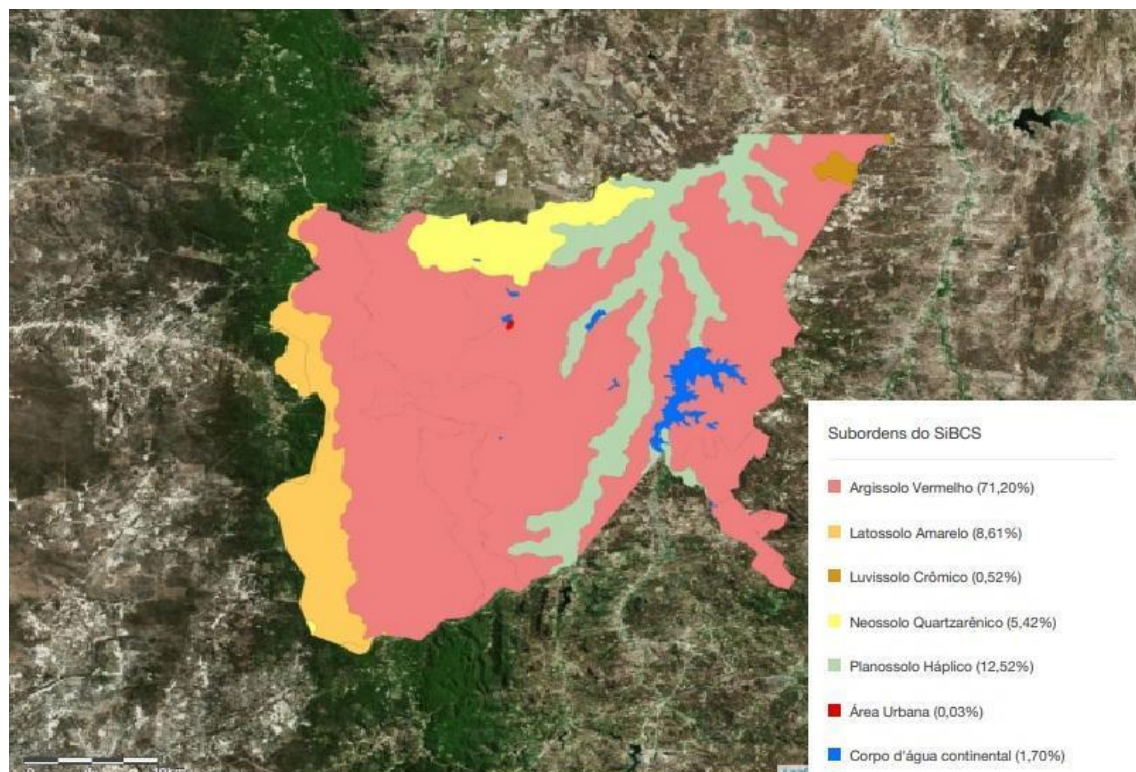 Subordens do SiBCS
Argissolo Vermelho (71,20%)
Latossolo Amarelo (8,61%)
Luvissolo Crômico (0,52%)
Neossolo Quartzarênico (5,42%)
Planossolo Háplico (12,52%)
Área Urbana (0,03%)
Corpo d'água continental (1,70%)